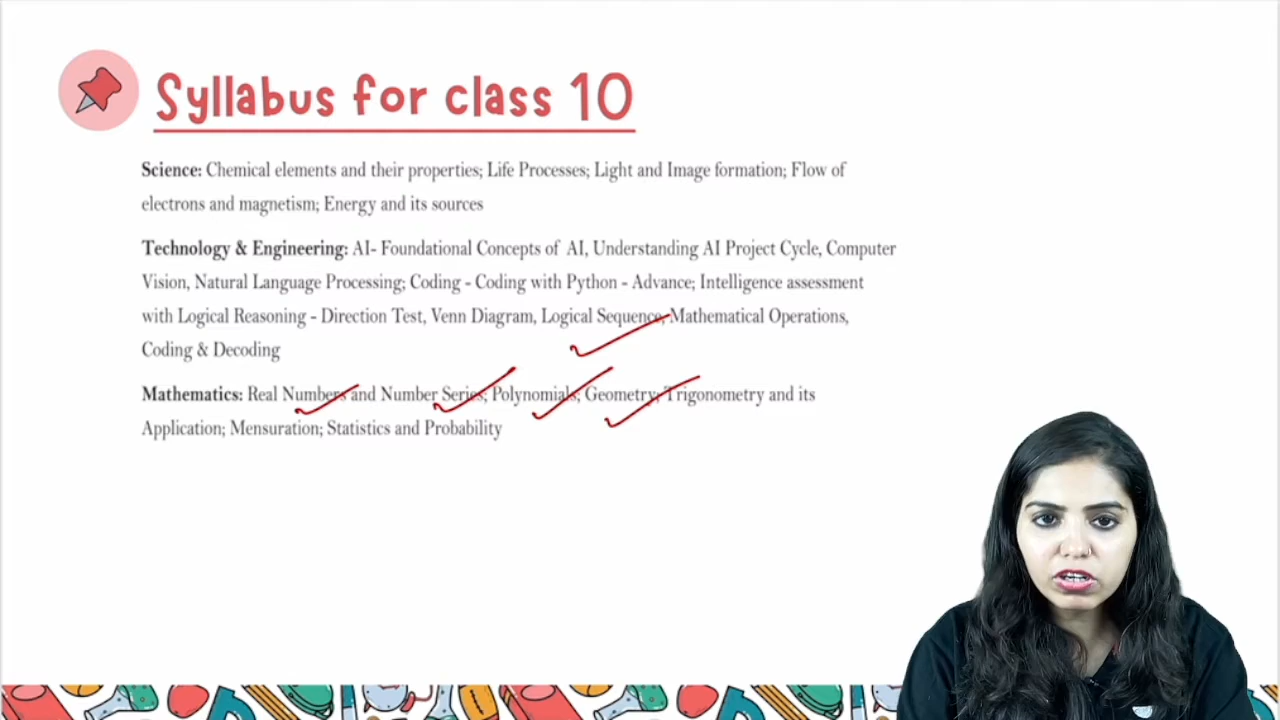 Syllabus for class 10
Science: Chemical elements and their properties; Life Processes; Light and Image formation; Flow of
electrons and magnetism; Energy and its sources
Technology & Engineering: AI- Foundational Concepts of AI, Understanding AI Project Cycle, Computer
Vision, Natural Language Processing; Coding - Coding with Python - Advance; Intelligence assessment
with Logical Reasoning - Direction Test, Venn Diagram, Logical Sequence, Mathematical Operations,
Coding & Decoding
Mathematics: Real Numbers and Number Series; Polynomials; Geometry; Trigonometry and its
Application; Mensuration; Statistics and Probability